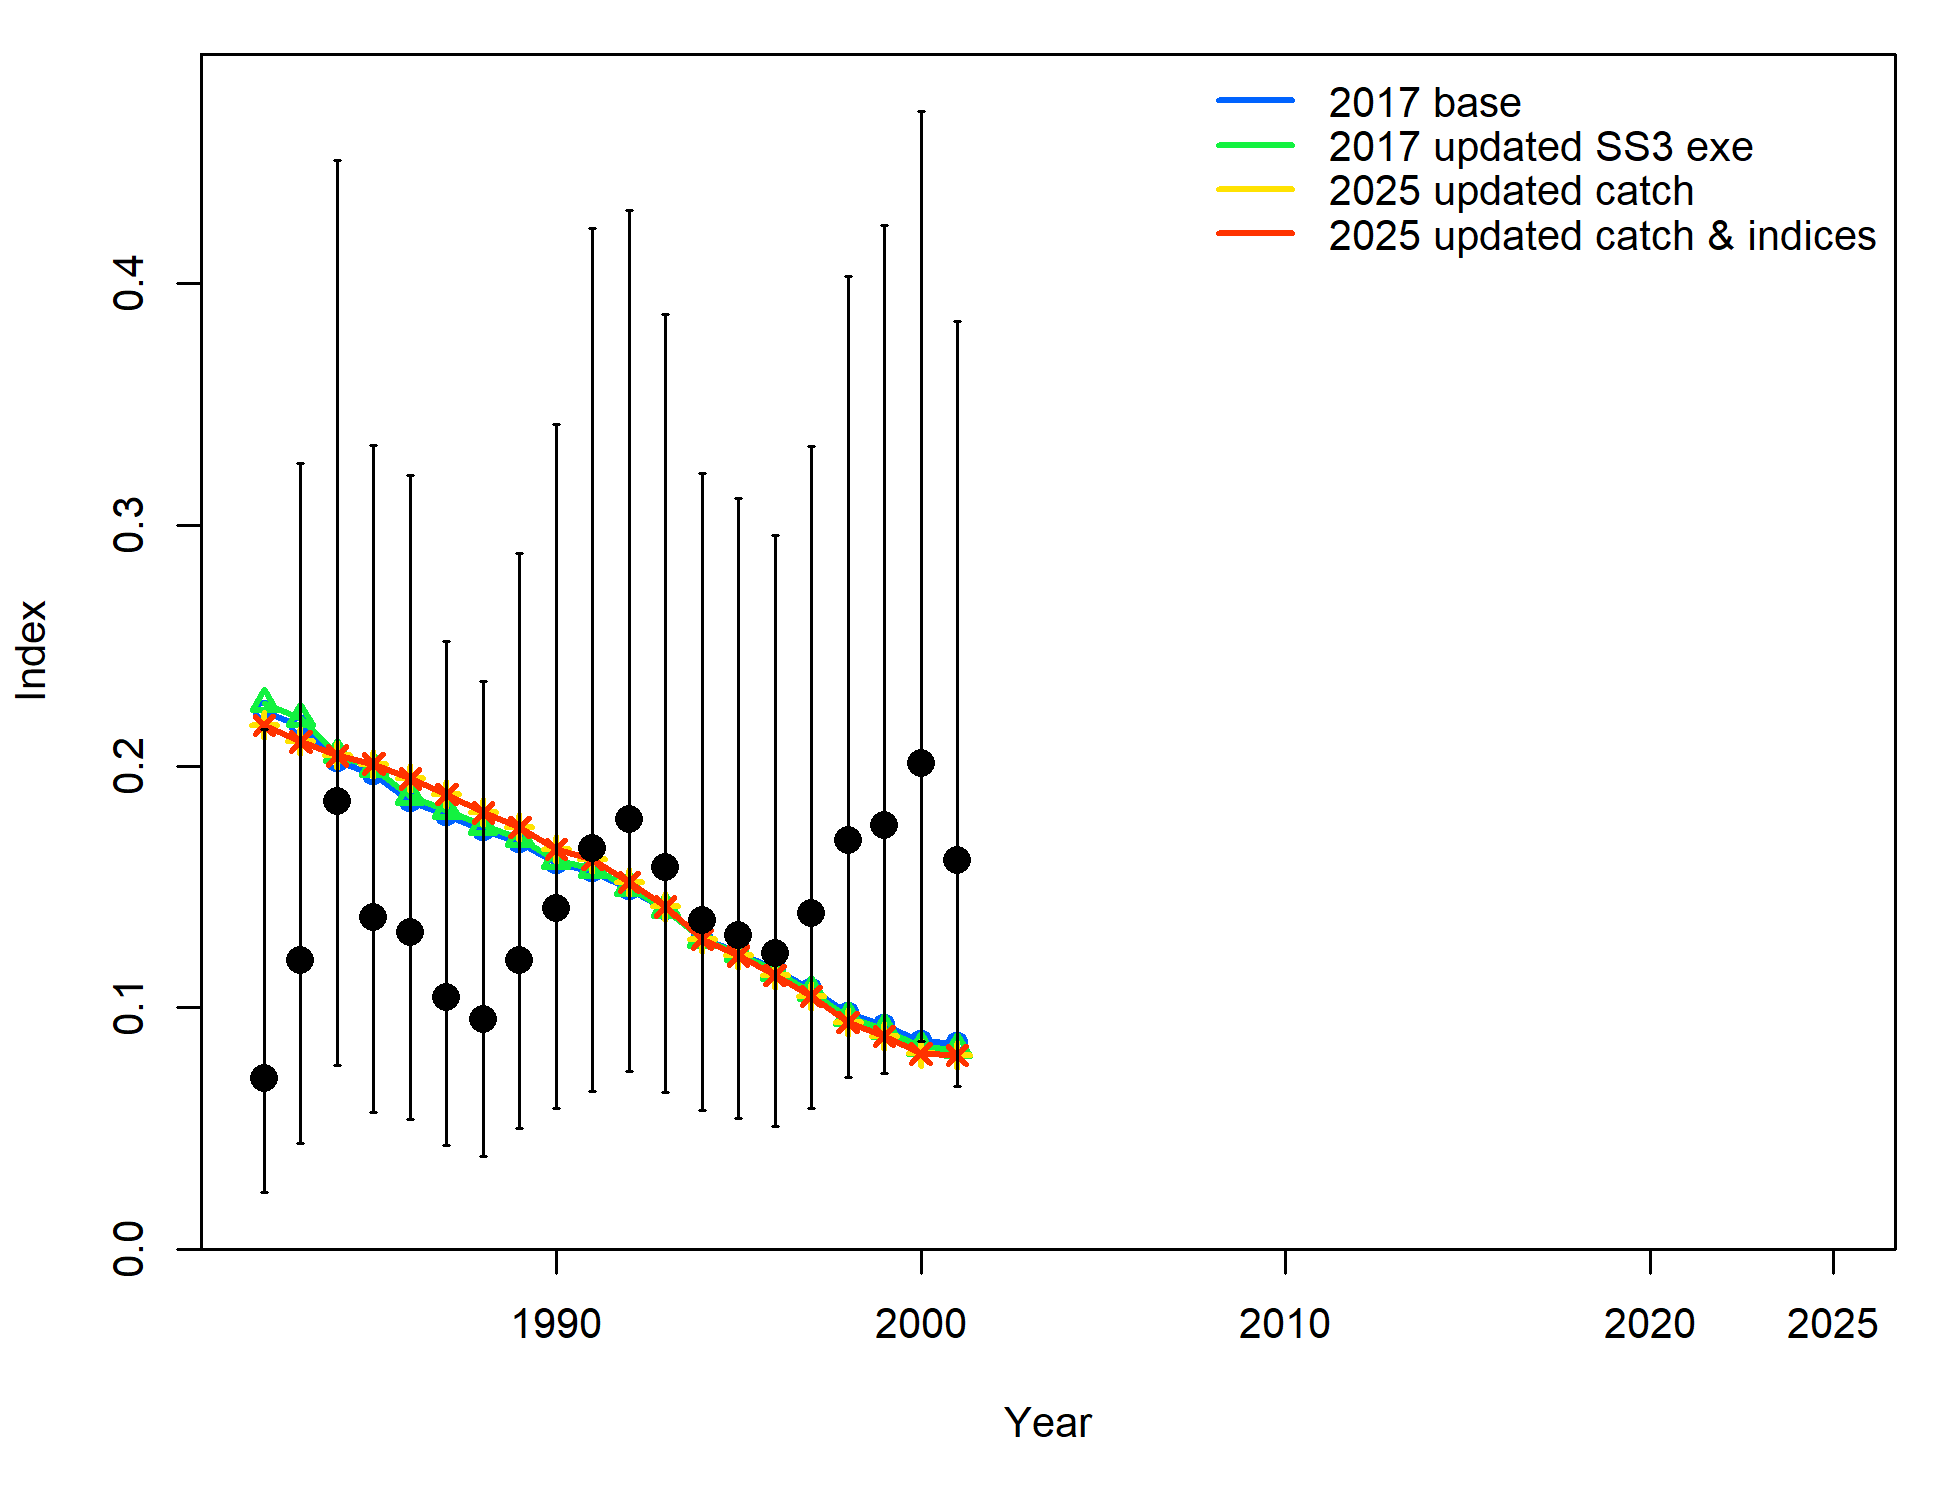 2017 base
2017 updated SS3 exe
2025 updated catch
2025 updated catch & indices
0.4
0.3
0.2
0.1
0.0
Index
1990 2000 2010 2020 2025
Year